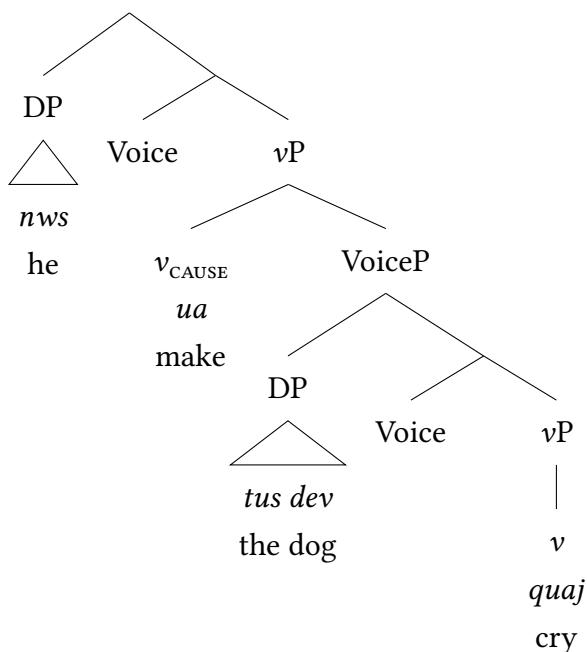 DP
Voice
vP
nws
he
v_CAUSE
VoiceP
ua
make
DP
Voice
vP
tus dev
the dog
v
quaj
cry